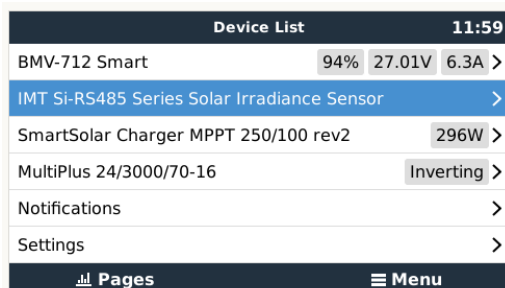 Device List 11:59
BMV-712 Smart 94% 27.01V 6.3A
IMT Si-RS485 Series Solar Irradiance Sensor
SmartSolar Charger MPPT 250/100 rev2 296W
MultiPlus 24/3000/70-16 Inverting
Notifications
Settings
Pages Menu